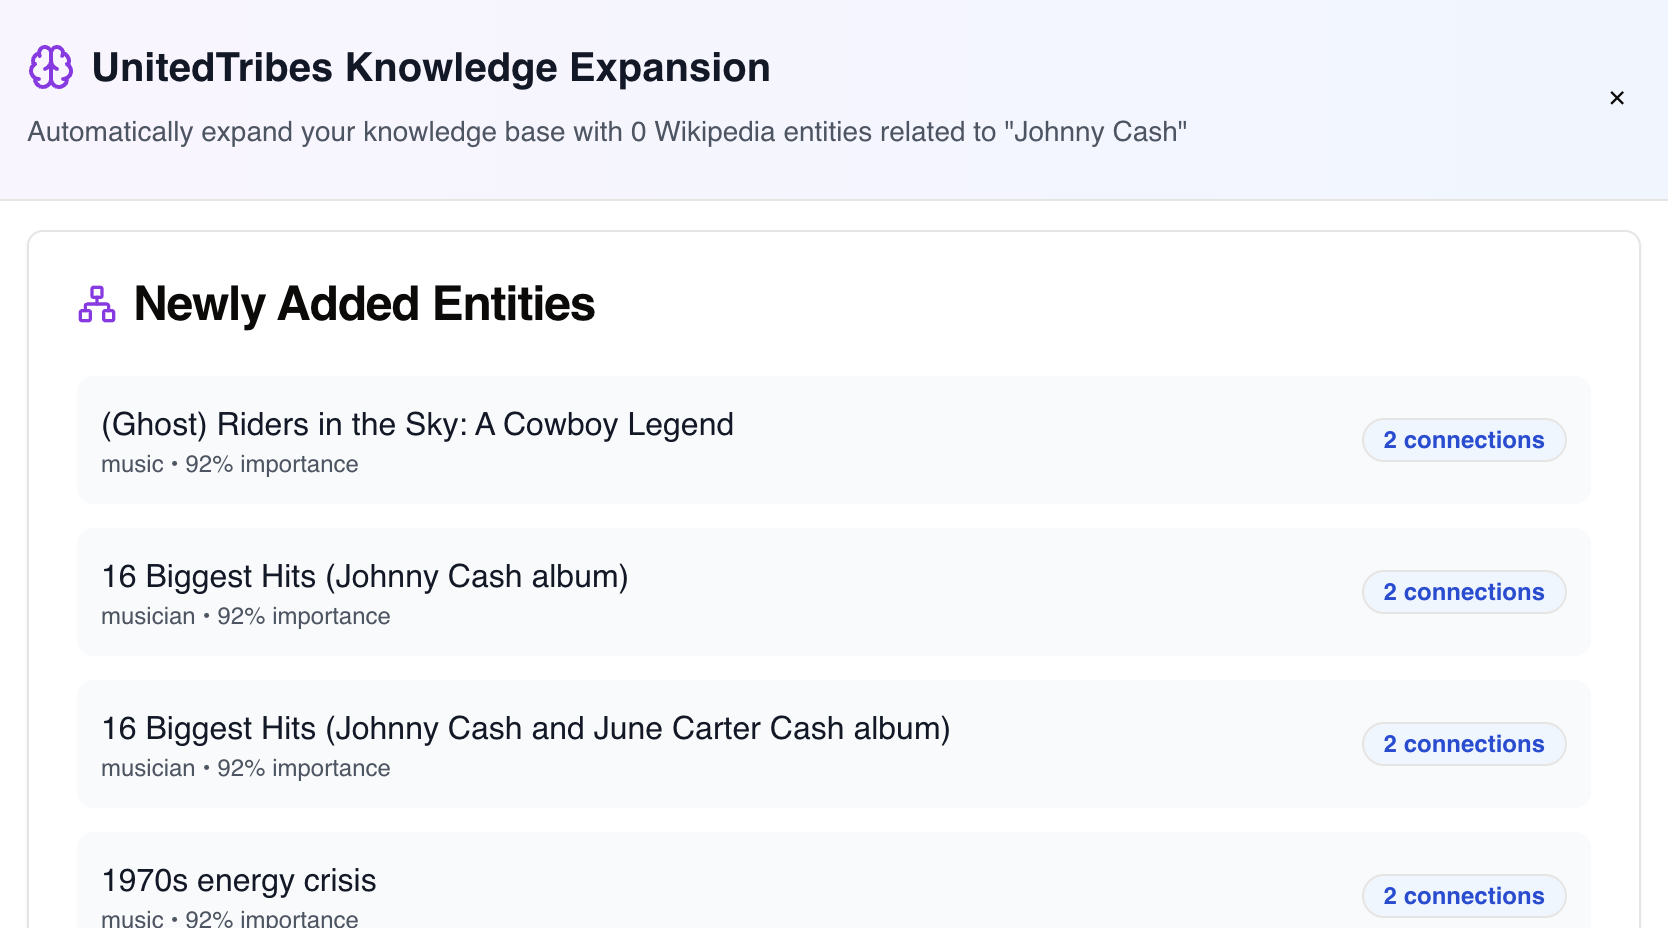 UnitedTribes Knowledge Expansion
Automatically expand your knowledge base with 0 Wikipedia entities related to "Johnny Cash"
×
Newly Added Entities
(Ghost) Riders in the Sky: A Cowboy Legend
music • 92% importance
2 connections
16 Biggest Hits (Johnny Cash album)
musician • 92% importance
2 connections
16 Biggest Hits (Johnny Cash and June Carter Cash album)
musician • 92% importance
2 connections
1970s energy crisis
music • 92% importance
2 connections